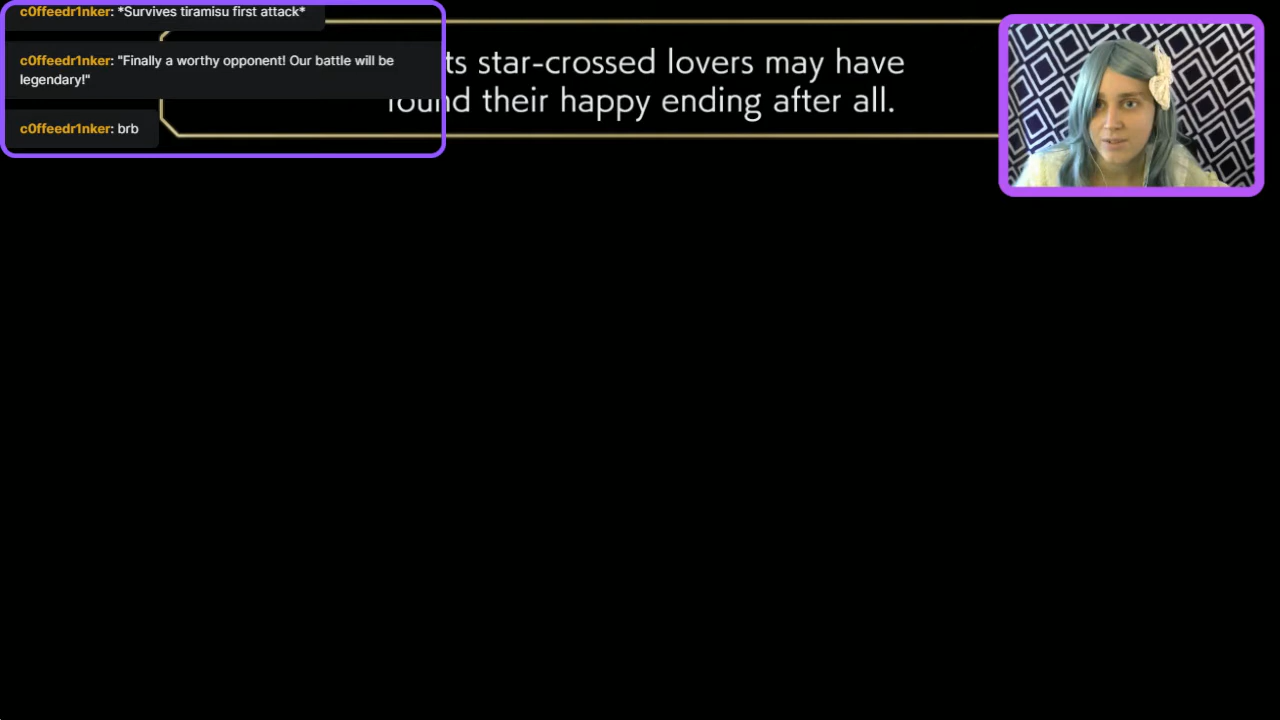 c0ffeedr1nker: *Survives tiramisu first attack*
c0ffeedr1nker: "Finally a worthy opponent! Our battle will be
legendary!"
c0ffeedr1nker: brb
star-crossed lovers may have
found their happy ending after all.